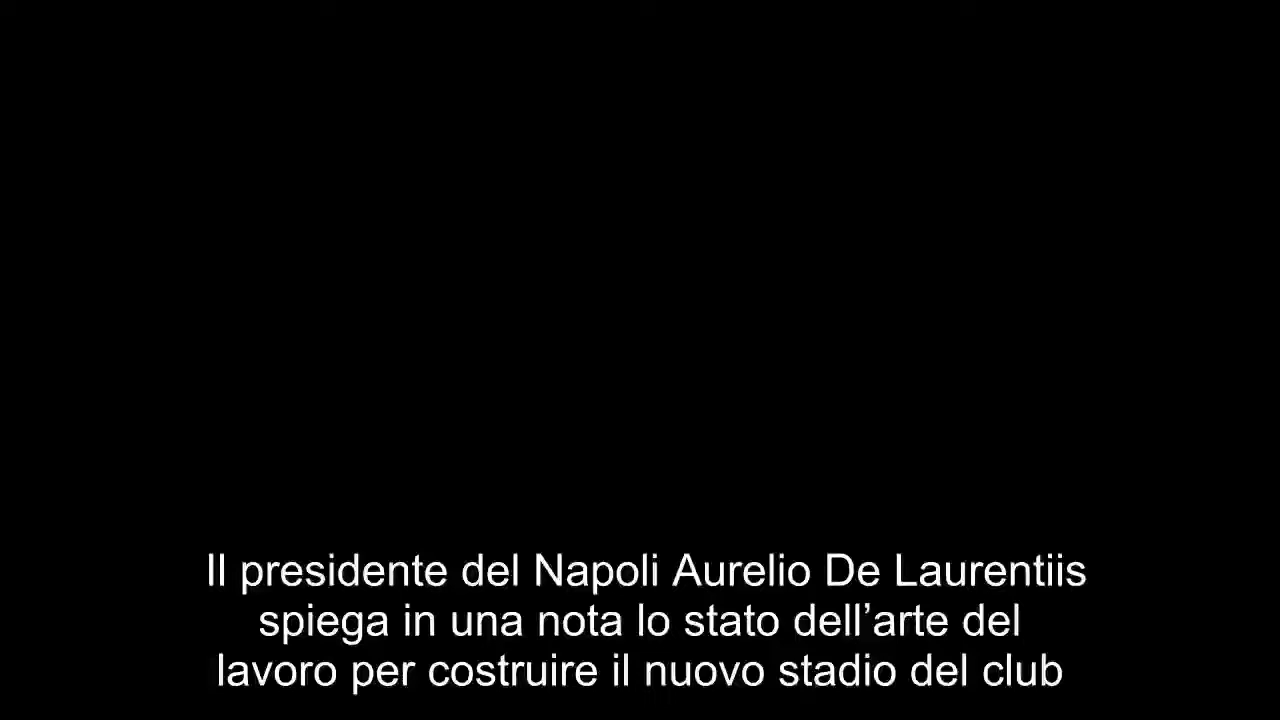 Il presidente del Napoli Aurelio De Laurentiis
spiega in una nota lo stato dell’arte del
lavoro per costruire il nuovo stadio del club